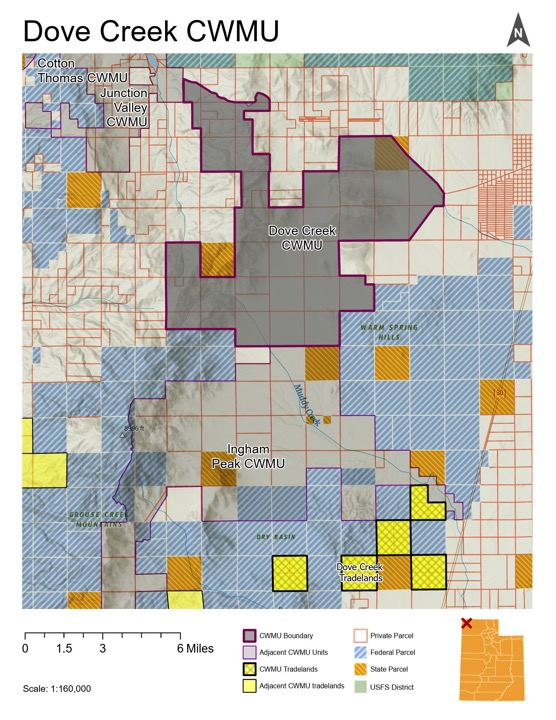 Dove Creek CWMU
N
Cotton
Thomas CWMU
Junction
Valley
CWMU
Dove Creek
CWMU
WARM SPRING
HILLS
Muddy Creek
30
Ingham
Peak CWMU
GROUSE CREEK
MOUNTAINS
DRY BASIN
Dove Creek
Tradelands
0 1.5 3 6 Miles
Scale: 1:160,000
CWMU Boundary
Adjacent CWMU Units
CWMU Tradelands
Adjacent CWMU tradelands
Private Parcel
Federal Parcel
State Parcel
USFS District